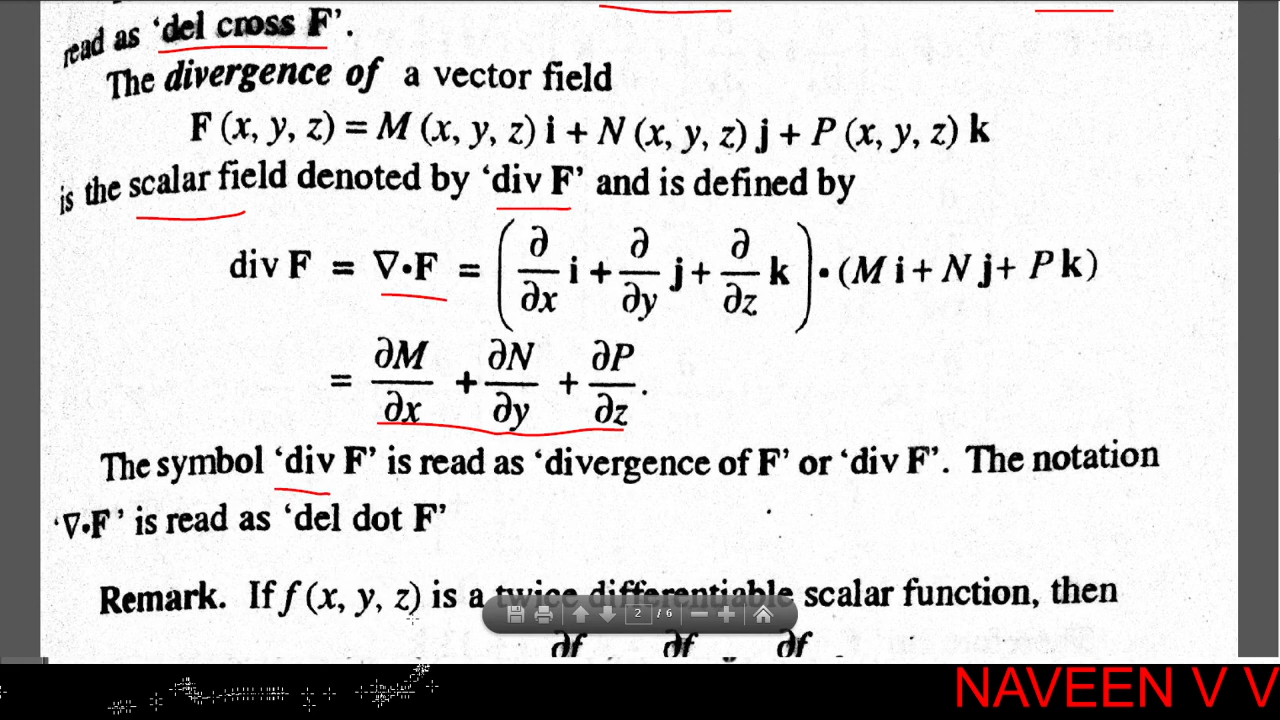 read as ‘del cross F’.
The divergence of a vector field
F (x, y, z) = M (x, y, z) i + N (x, y, z) j + P (x, y, z) k
is the scalar field denoted by ‘div F’ and is defined by
div F = ∇•F = (∂/∂x i + ∂/∂y j + ∂/∂z k) • (M i + N j + P k)
= ∂M/∂x + ∂N/∂y + ∂P/∂z.
The symbol ‘div F’ is read as ‘divergence of F’ or ‘div F’. The notation
‘∇•F’ is read as ‘del dot F’
Remark. If f (x, y, z) is a twice differentiable scalar function, then
2 / 6
∂f ∂f ∂f
NAVEEN V V